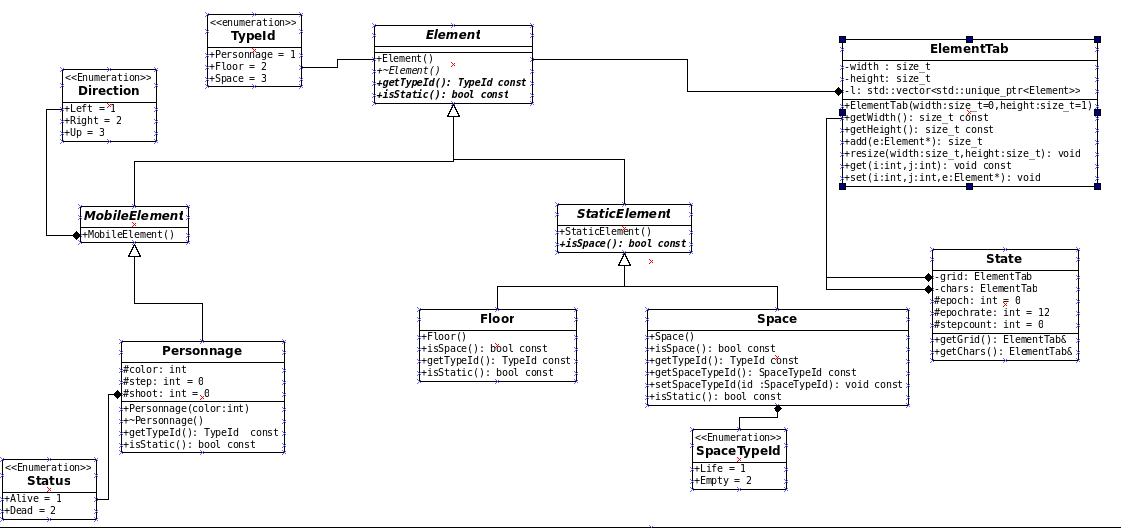 <<enumeration>>
TypeId
+Personnage = 1
+Floor = 2
+Space = 3
Element
+Element()
+~Element()
+getTypeId(): TypeId const
+isStatic(): bool const
ElementTab
-width : size_t
-height: size_t
-l: std::vector<std::unique_ptr<Element>>
+ElementTab(width:size_t=0,height:size_t=1)
+getWidth(): size_t const
+getHeight(): size_t const
+add(e:Element*): size_t
+resize(width:size_t,height:size_t): void
+get(i:int,j:int): void const
+set(i:int,j:int,e:Element*): void
<<Enumeration>>
Direction
+Left = 1
+Right = 2
+Up = 3
MobileElement
+MobileElement()
StaticElement
+StaticElement()
+isSpace(): bool const
State
-grid: ElementTab
-chars: ElementTab
#epoch: int = 0
#epochrate: int = 12
#stepcount: int = 0
+getGrid(): ElementTab&
+getChars(): ElementTab&
Floor
+Floor()
+isSpace(): bool const
+getTypeId(): TypeId const
+isStatic(): bool const
Space
+Space()
+isSpace(): bool const
+getTypeId(): TypeId const
+getSpaceTypeId(): SpaceTypeId const
+setSpaceTypeId(id :SpaceTypeId): void const
+isStatic(): bool const
Personnage
#color: int
#step: int = 0
#shoot: int = 0
+Personnage(color:int)
+~Personnage()
+getTypeId(): TypeId  const
+isStatic(): bool const
<<Enumeration>>
SpaceTypeId
+Life = 1
+Empty = 2
<<Enumeration>>
Status
+Alive = 1
+Dead = 2